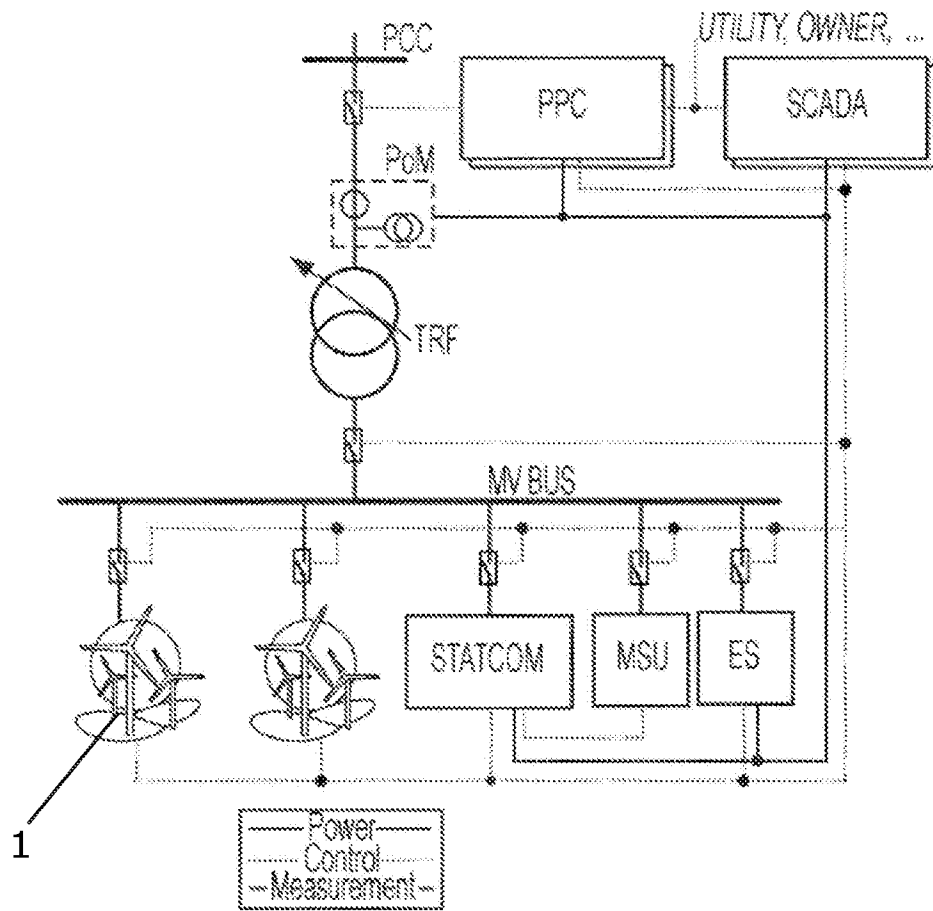 PCC
UTILITY, OWNER, ...
PPC
SCADA
PoM
TRF
MV BUS
STATCOM
MSU
ES
1
Power
Control
Measurement